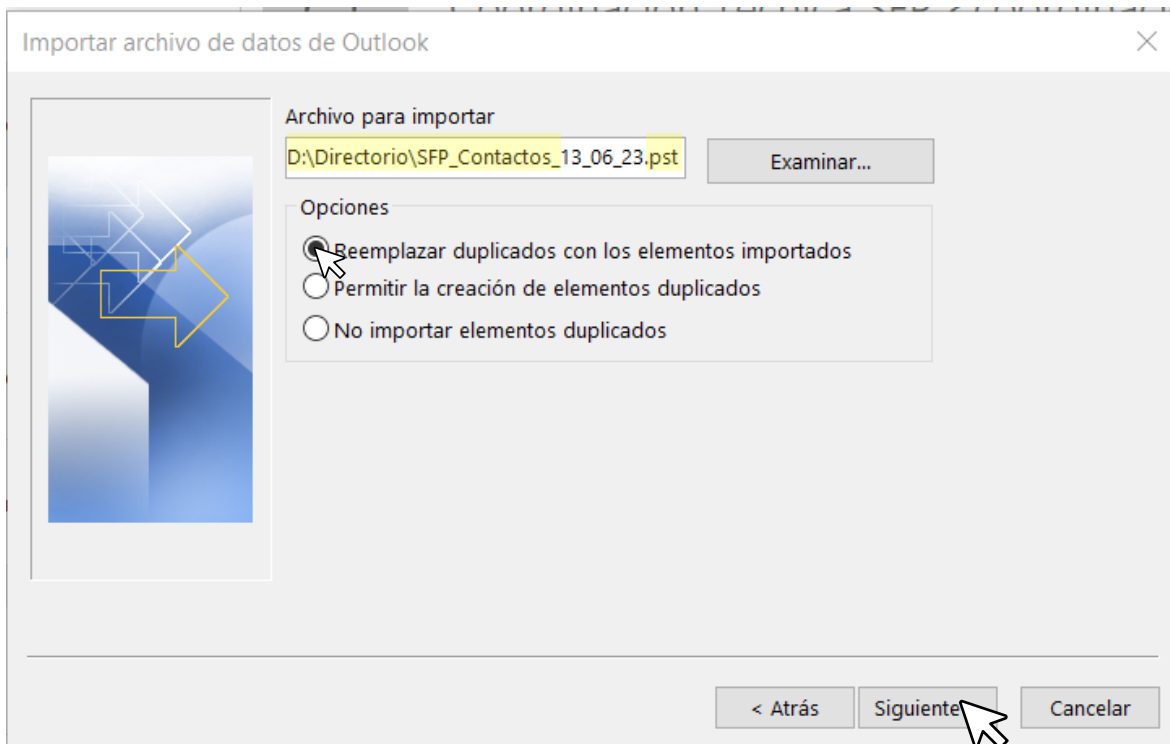 Importar archivo de datos de Outlook
Archivo para importar
D:\Directorio\SFP_Contactos_13_06_23.pst
Examinar...
Opciones
Reemplazar duplicados con los elementos importados
Permitir la creación de elementos duplicados
No importar elementos duplicados
< Atrás
Siguiente
Cancelar